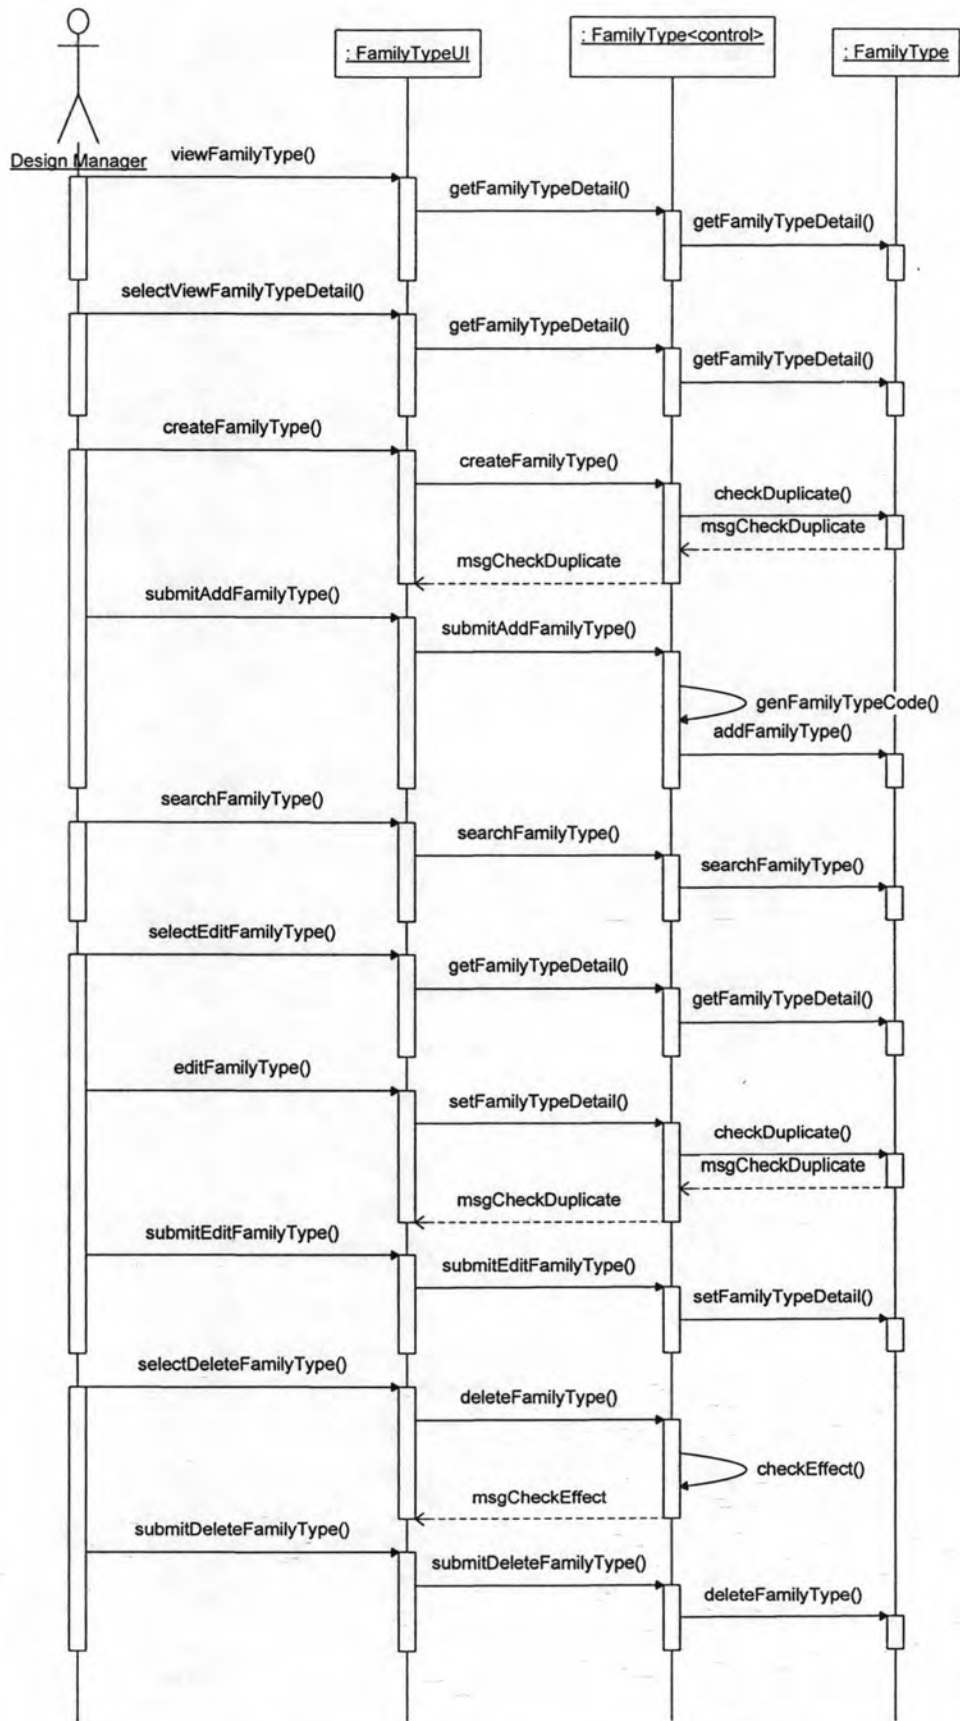 : FamilyTypeUI
: FamilyType<control>
: FamilyType
Design Manager
viewFamilyType()
getFamilyTypeDetail()
getFamilyTypeDetail()
selectViewFamilyTypeDetail()
getFamilyTypeDetail()
getFamilyTypeDetail()
createFamilyType()
createFamilyType()
checkDuplicate()
msgCheckDuplicate
msgCheckDuplicate
submitAddFamilyType()
submitAddFamilyType()
genFamilyTypeCode()
addFamilyType()
searchFamilyType()
searchFamilyType()
searchFamilyType()
selectEditFamilyType()
getFamilyTypeDetail()
getFamilyTypeDetail()
editFamilyType()
setFamilyTypeDetail()
checkDuplicate()
msgCheckDuplicate
msgCheckDuplicate
submitEditFamilyType()
submitEditFamilyType()
setFamilyTypeDetail()
selectDeleteFamilyType()
deleteFamilyType()
checkEffect()
msgCheckEffect
submitDeleteFamilyType()
submitDeleteFamilyType()
deleteFamilyType()